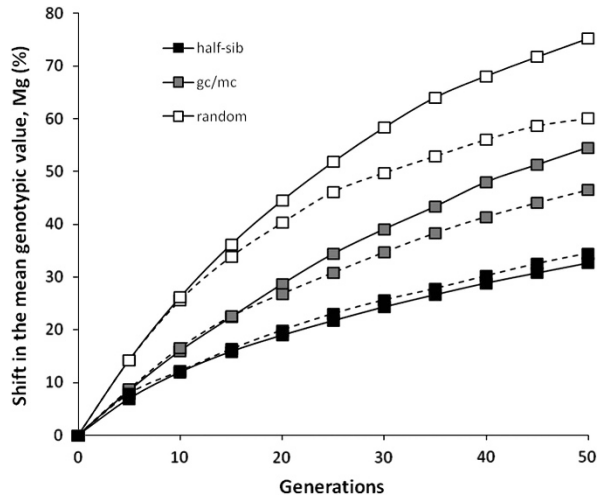 Shift in the mean genotypic value, Mg (%)
80
70
60
50
40
30
20
10
0
half-sib
gc/mc
random
0 10 20 30 40 50
Generations